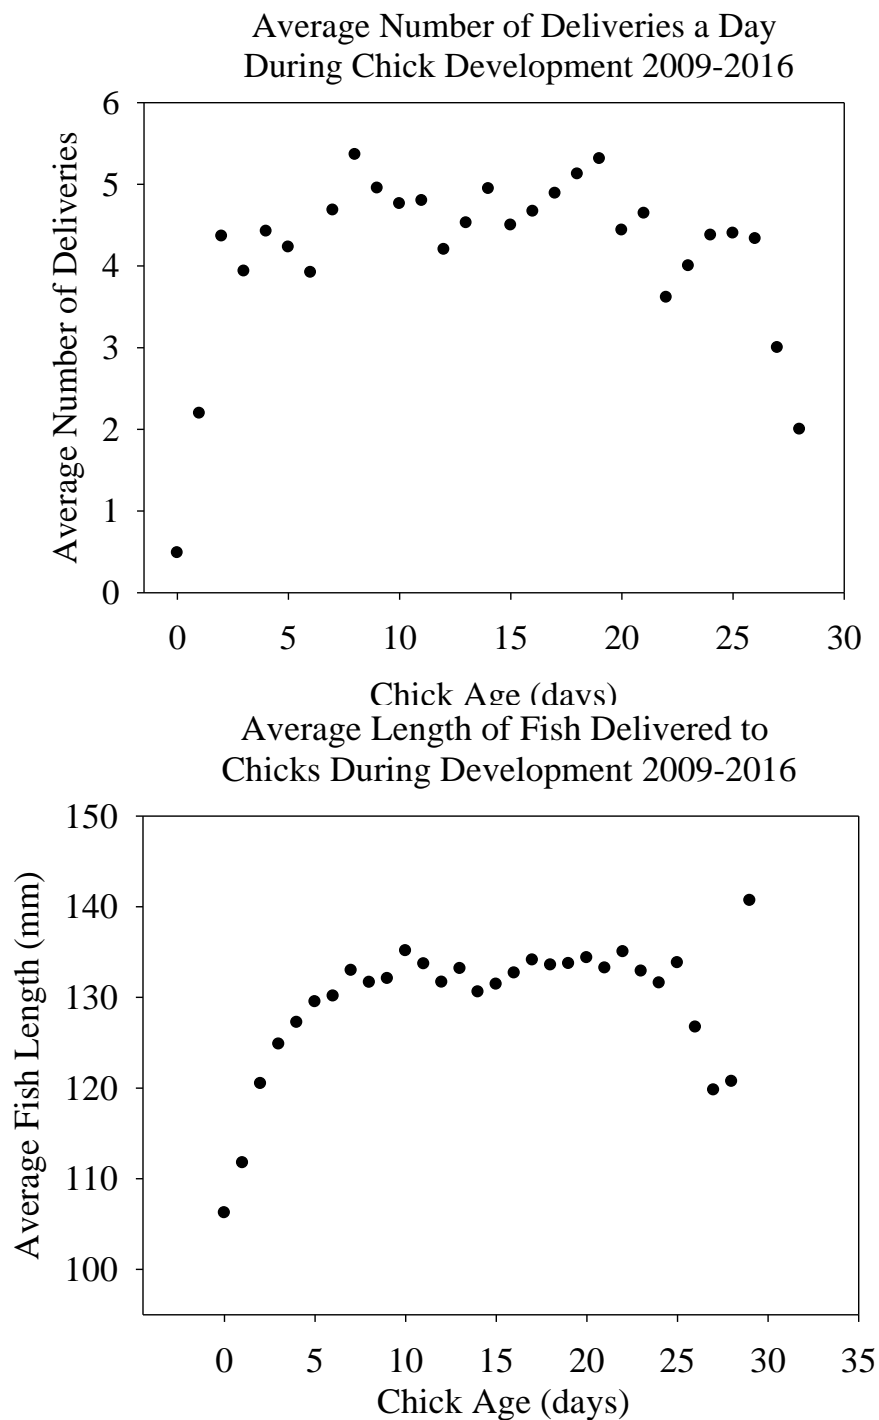 Average Number of Deliveries a Day
During Chick Development 2009-2016
Average Number of Deliveries
6
5
4
3
2
1
0
0 5 10 15 20 25 30
Chick Age (days)
Average Length of Fish Delivered to
Chicks During Development 2009-2016
Average Fish Length (mm)
150
140
130
120
110
100
0 5 10 15 20 25 30 35
Chick Age (days)